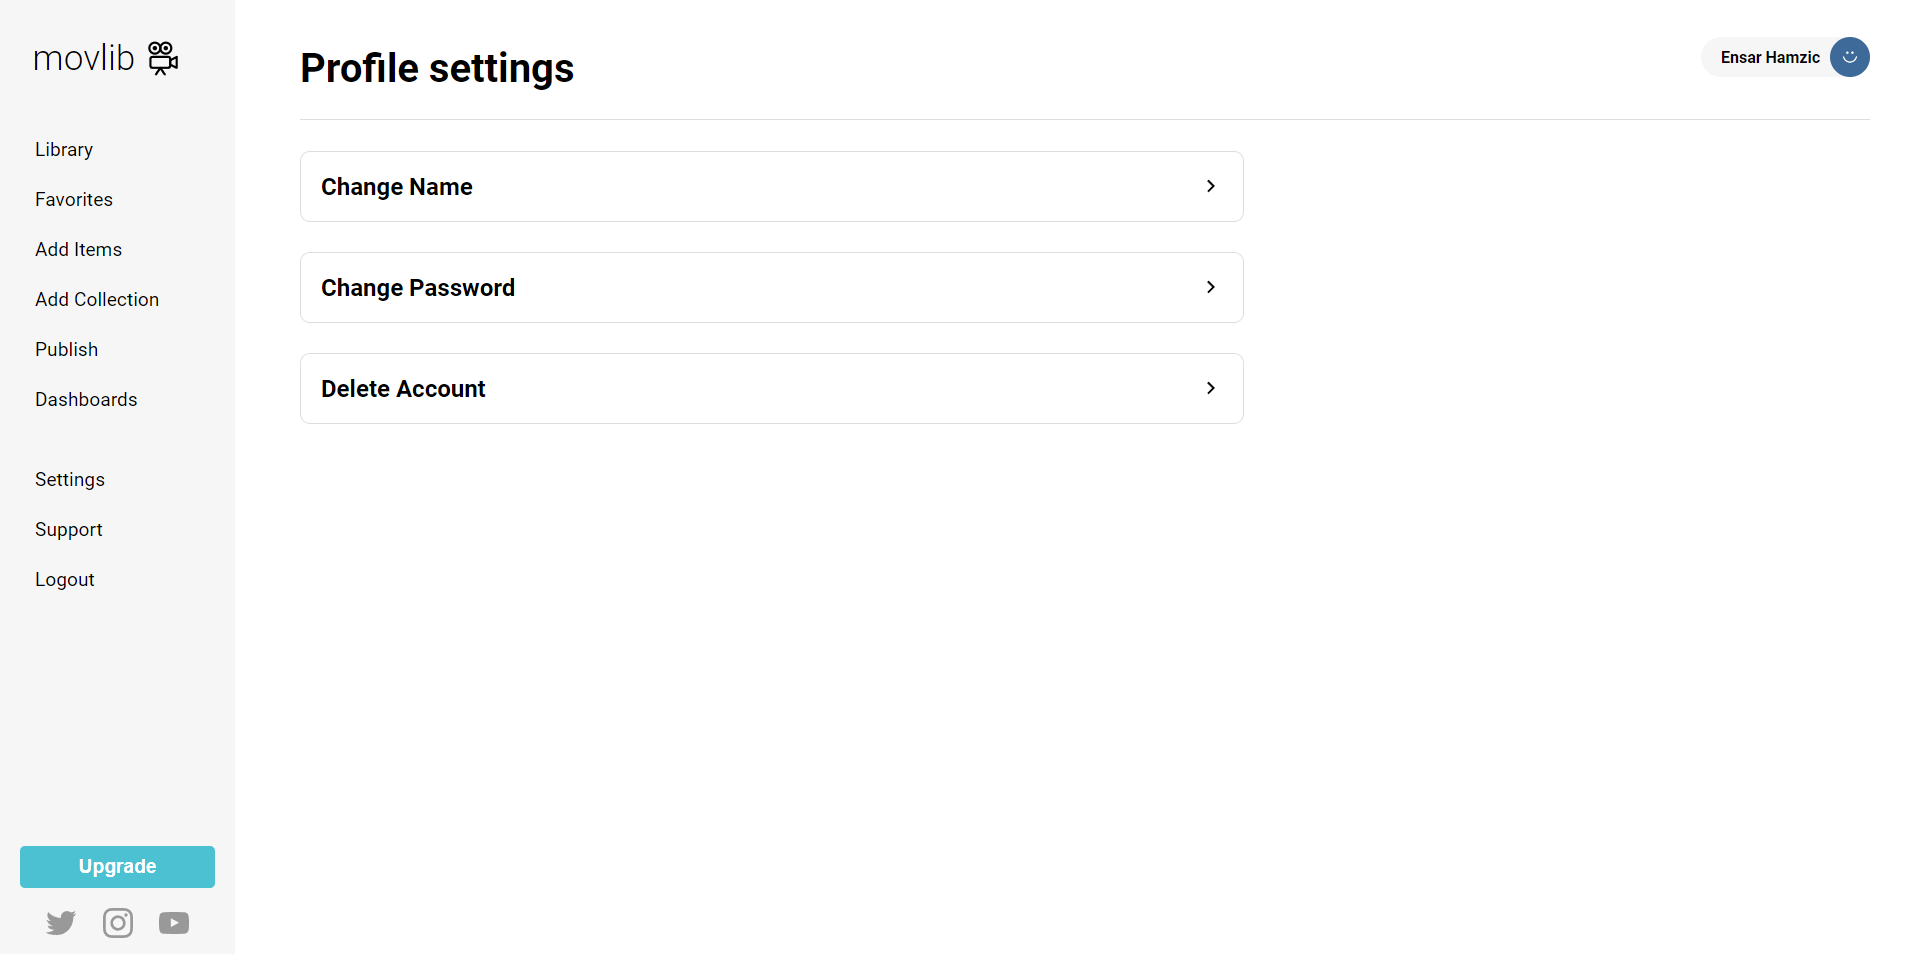 movlib
Library
Favorites
Add Items
Add Collection
Publish
Dashboards
Settings
Support
Logout
Upgrade
Profile settings
Ensar Hamzic
Change Name
Change Password
Delete Account